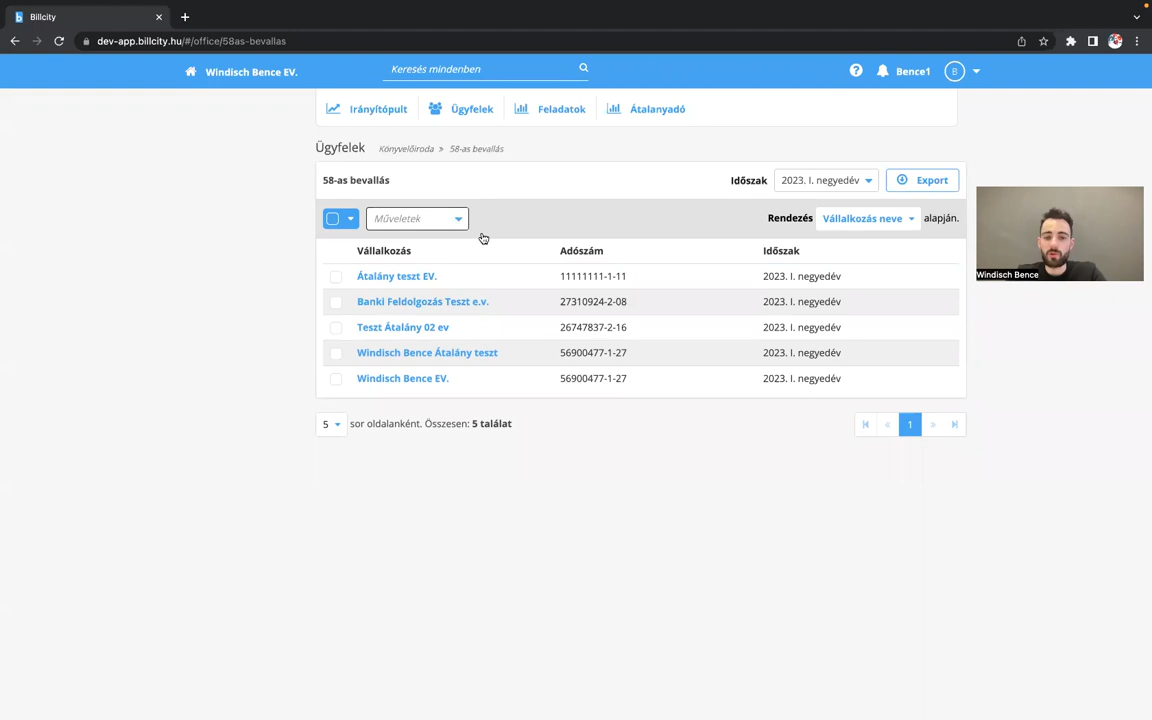 Billcity
dev-app.billcity.hu/#/office/58as-bevallas
Windisch Bence EV.
Keresés mindenben
Bence1
B
Irányítópult
Ügyfelek
Feladatok
Átalanyadó
Ügyfelek
Könyvelőiroda » 58-as bevallás
58-as bevallás
Időszak
2023. I. negyedév
Export
Műveletek
Rendezés
Vállalkozás neve
alapján.
Vállalkozás Adószám Időszak
Átalány teszt EV. 11111111-1-11 2023. I. negyedév
Banki Feldolgozás Teszt e.v. 27310924-2-08 2023. I. negyedév
Teszt Átalány 02 ev 26747837-2-16 2023. I. negyedév
Windisch Bence Átalány teszt 56900477-1-27 2023. I. negyedév
Windisch Bence EV. 56900477-1-27 2023. I. negyedév
5 sor oldalanként. Összesen: 5 találat
1
Windisch Bence